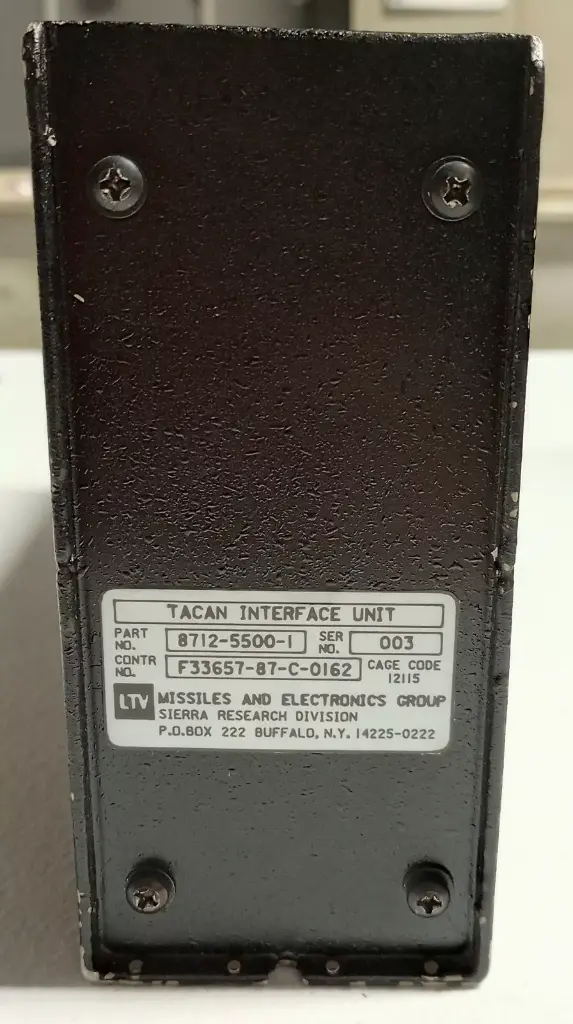 TACAN INTERFACE UNIT
PART NO. 8712-5500-1 SER NO. 003
CONTR NO. F33657-87-C-0162 CAGE CODE 12115
LTV MISSILES AND ELECTRONICS GROUP
SIERRA RESEARCH DIVISION
P.O.BOX 222 BUFFALO, N.Y. 14225-0222